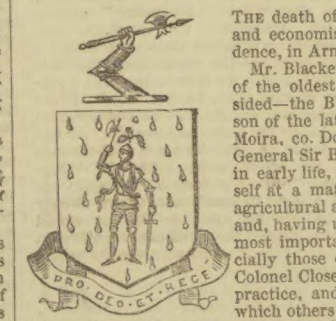 THE death of
and economis
dence, in Arm
Mr. Blacke
of the oldest
sided—the B
son of the lat
Moira, co. Do
General Sir B
in early life,
self at a mat
agricultural a
and, having u
most importa
cially those o
Colonel Close
practice, and
which others
PRO·DEO·ET·REGE